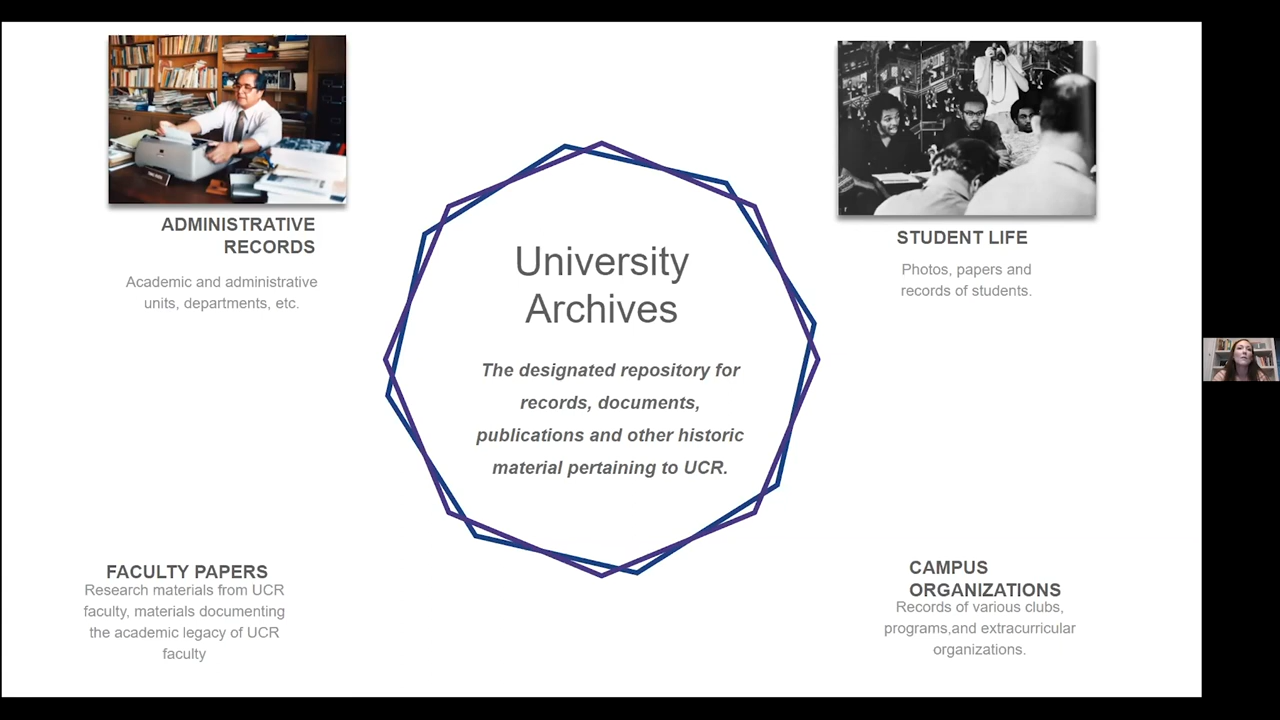 ADMINISTRATIVE
RECORDS
Academic and administrative
units, departments, etc.
STUDENT LIFE
Photos, papers and
records of students.
University
Archives
The designated repository for
records, documents,
publications and other historic
material pertaining to UCR.
FACULTY PAPERS
Research materials from UCR
faculty, materials documenting
the academic legacy of UCR
faculty
CAMPUS
ORGANIZATIONS
Records of various clubs,
programs,and extracurricular
organizations.